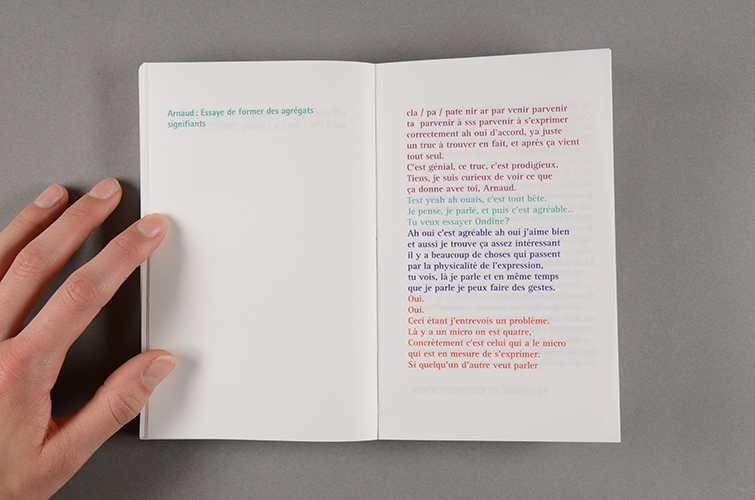 Arnaud : Essaye de former des agrégats
signifiants
cla / pa / pate nir ar par venir parvenir
ta parvenir à sss parvenir à s'exprimer
correctement ah oui d'accord, ya juste
un truc à trouver en fait, et après ça vient
tout seul.
C'est génial, ce truc, c'est prodigieux.
Tiens, je suis curieux de voir ce que
ça donne avec toi, Arnaud.
Test yeah ah ouais, c'est tout bête.
Je pense, je parle, et puis c'est agréable...
Tu veux essayer Ondine ?
Ah oui c'est agréable ah oui j'aime bien
et aussi je trouve ça assez intéressant
il y a beaucoup de choses qui passent
par la physicalité de l'expression,
tu vois, là je parle et en même temps
que je parle je peux faire des gestes.
Oui.
Oui.
Ceci étant j'entrevois un problème.
Là y a un micro on est quatre,
Concrètement c'est celui qui a le micro
qui est en mesure de s'exprimer.
Si quelqu'un d'autre veut parler